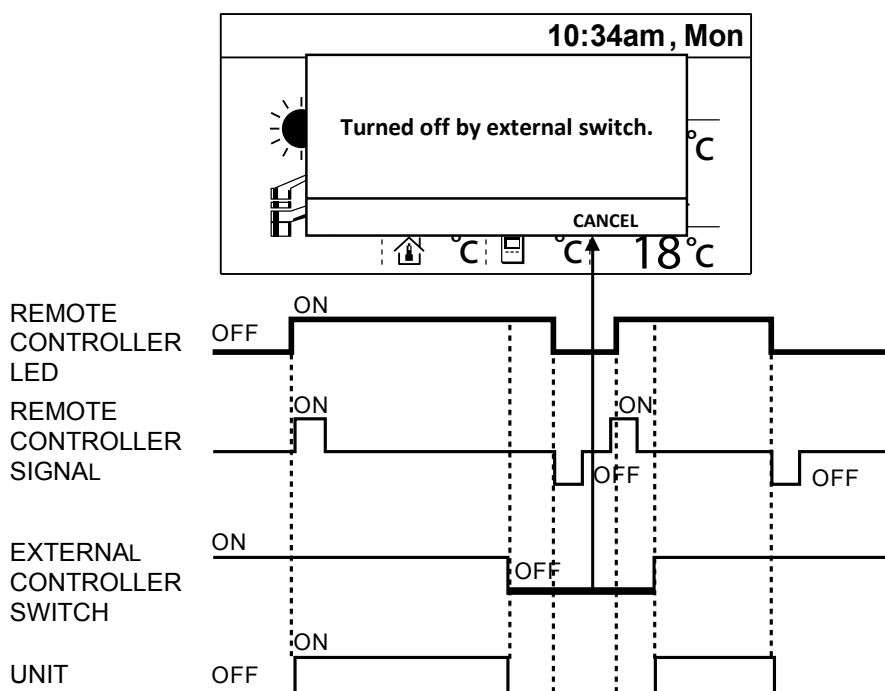 10:34am, Mon
Turned off by external switch.
°C
CANCEL
°C °C 18°C
REMOTE
CONTROLLER
LED
OFF
ON
REMOTE
CONTROLLER
SIGNAL
ON
OFF
ON
OFF
EXTERNAL
CONTROLLER
SWITCH
ON
OFF
UNIT
OFF
ON